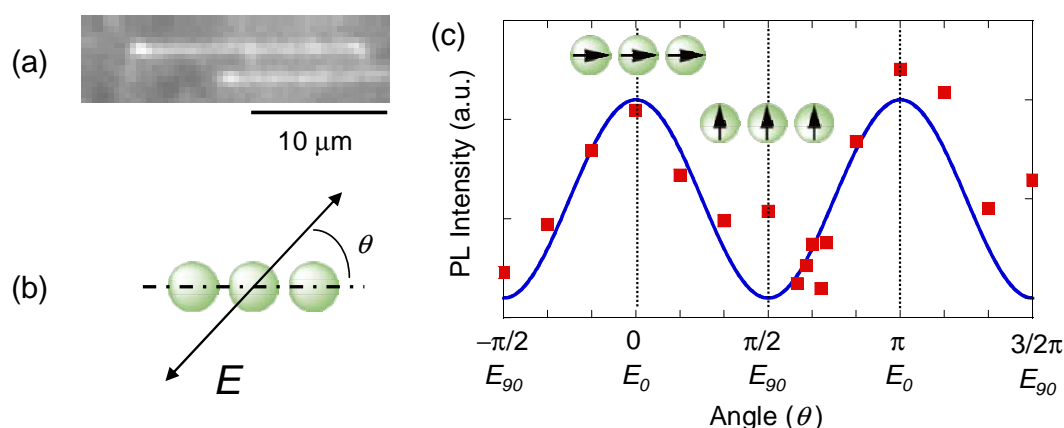 (a)
10 μm
(b)
θ
E
(c)
PL Intensity (a.u.)
−π/2 0 π/2 π 3/2π
E90 E0 E90 E0 E90
Angle (θ)